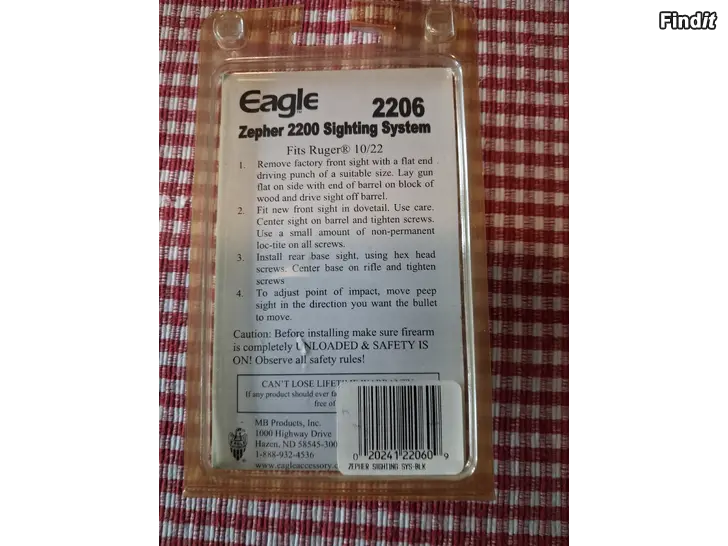 Findit
Eagle
2206
Zepher 2200 Sighting System
Fits Ruger® 10/22
1. Remove factory front sight with a flat end
driving punch of a suitable size. Lay gun
flat on side with end of barrel on block of
wood and drive sight off barrel.
2. Fit new front sight in dovetail. Use care.
Center sight on barrel and tighten screws.
Use a small amount of non-permanent
loc-tite on all screws.
3. Install rear base sight, using hex head
screws. Center base on rifle and tighten
screws
4. To adjust point of impact, move peep
sight in the direction you want the bullet
to move.
Caution: Before installing make sure firearm
is completely UNLOADED & SAFETY IS
ON! Observe all safety rules!
CAN'T LOSE
If any product should ever
free of
MB Products, Inc.
1000 Highway Drive
Hazen, ND 58545-300
1-888-932-4536
www.eagleaccessory.c
0 20241 22060 9
ZEPHER SIGHTING SYS-BLK